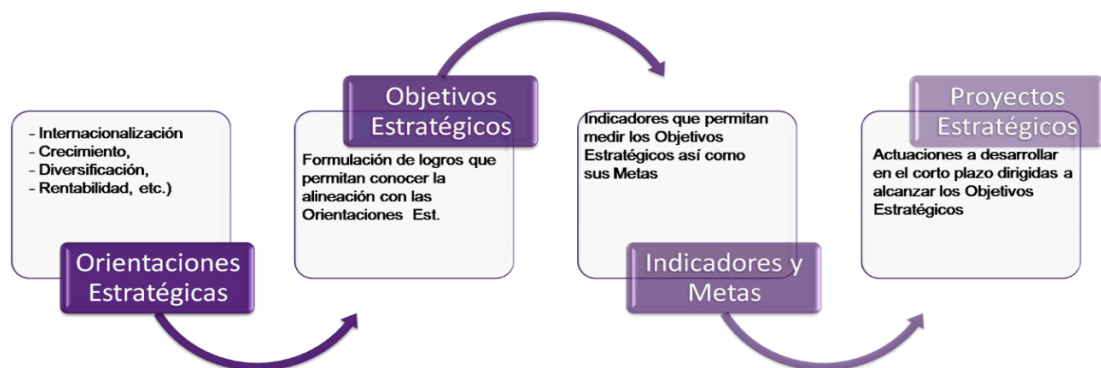 - Internacionalización
- Crecimiento,
- Diversificación,
- Rentabilidad, etc.)
Orientaciones
Estratégicas
Objetivos
Estratégicos
Formulación de logros que
permitan conocer la
alineación con las
Orientaciones Est.
Indicadores que permitan
medir los Objetivos
Estratégicos así como
sus Metas
Indicadores y
Metas
Proyectos
Estratégicos
Actuaciones a desarrollar
en el corto plazo dirigidas a
alcanzar los Objetivos
Estratégicos